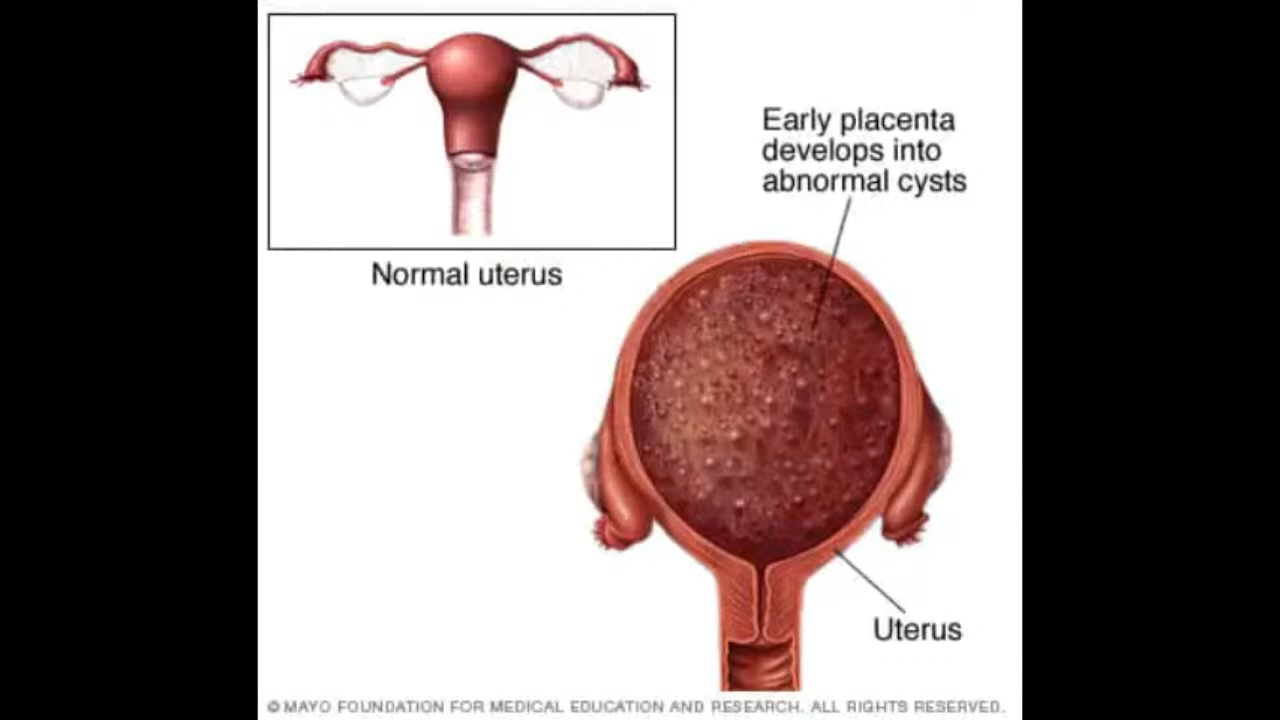 Early placenta
develops into
abnormal cysts
Normal uterus
Uterus
© MAYO FOUNDATION FOR MEDICAL EDUCATION AND RESEARCH. ALL RIGHTS RESERVED.